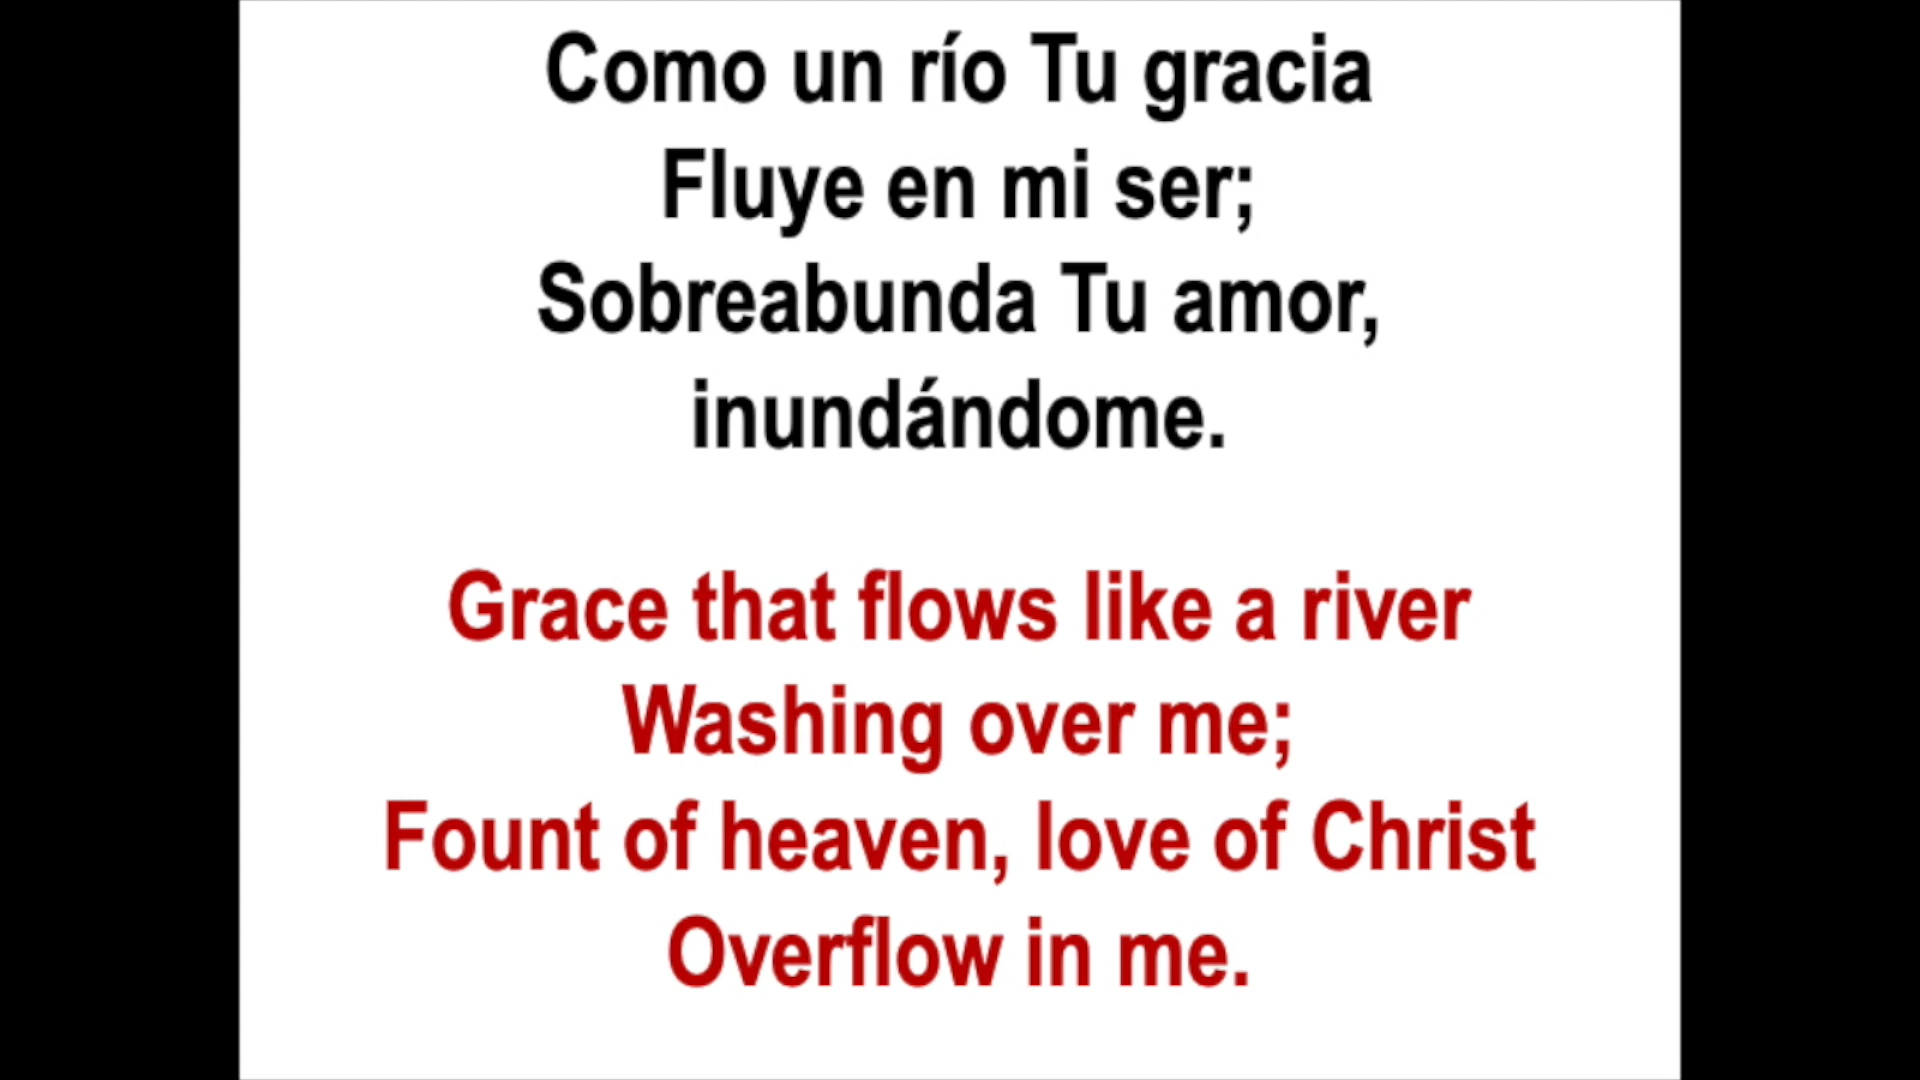 Como un río Tu gracia
Fluye en mi ser;
Sobreabunda Tu amor,
inundándome.
Grace that flows like a river
Washing over me;
Fount of heaven, love of Christ
Overflow in me.